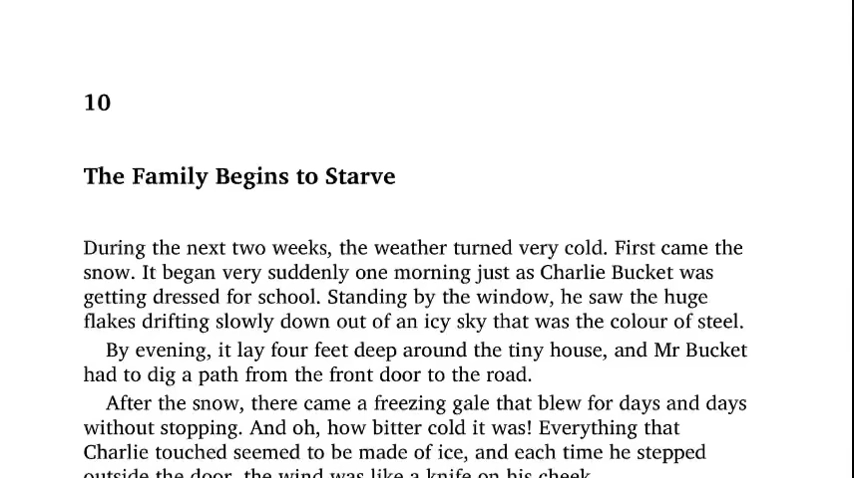 10
The Family Begins to Starve
During the next two weeks, the weather turned very cold. First came the
snow. It began very suddenly one morning just as Charlie Bucket was
getting dressed for school. Standing by the window, he saw the huge
flakes drifting slowly down out of an icy sky that was the colour of steel.
By evening, it lay four feet deep around the tiny house, and Mr Bucket
had to dig a path from the front door to the road.
After the snow, there came a freezing gale that blew for days and days
without stopping. And oh, how bitter cold it was! Everything that
Charlie touched seemed to be made of ice, and each time he stepped
outside the door, the wind was like a knife on his cheek.